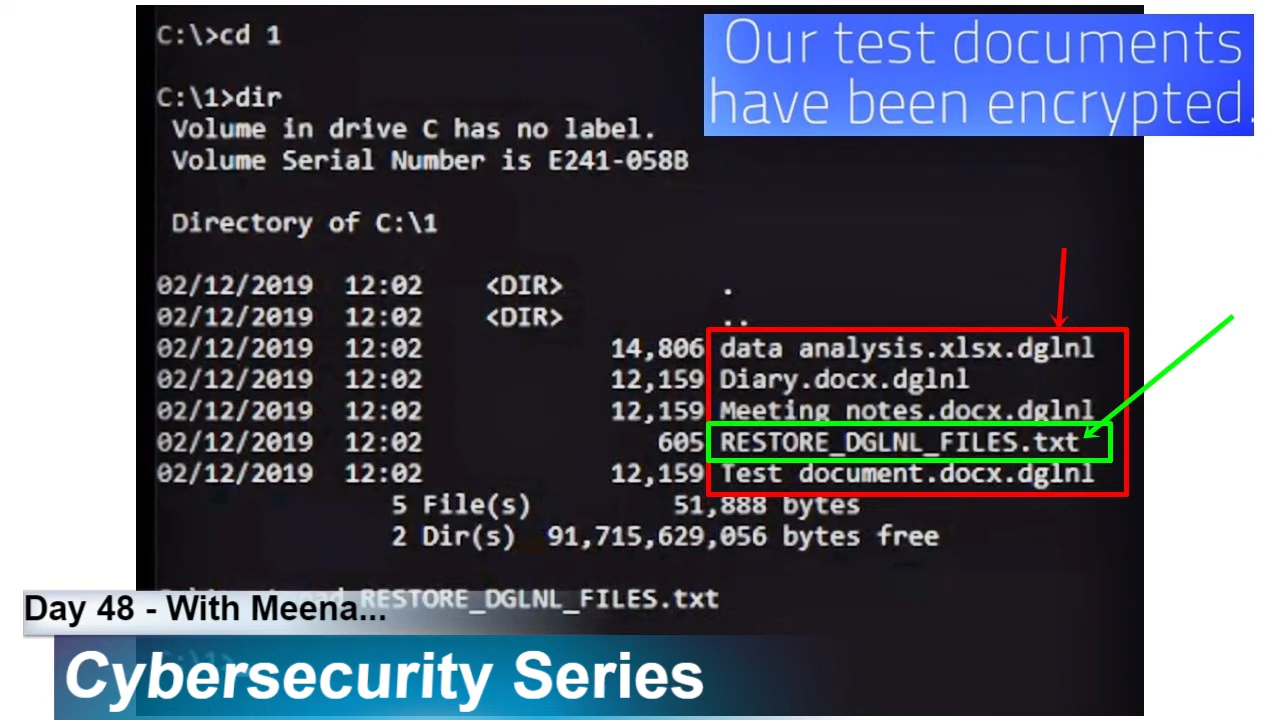 C:\>cd 1
Our test documents
have been encrypted.
C:\1>dir
Volume in drive C has no label.
Volume Serial Number is E241-058B
Directory of C:\1
02/12/2019 12:02 <DIR> .
02/12/2019 12:02 <DIR> ..
02/12/2019 12:02 14,806 data analysis.xlsx.dglnl
02/12/2019 12:02 12,159 Diary.docx.dglnl
02/12/2019 12:02 12,159 Meeting notes.docx.dglnl
02/12/2019 12:02 605 RESTORE_DGLNL_FILES.txt
02/12/2019 12:02 12,159 Test document.docx.dglnl
5 File(s) 51,888 bytes
2 Dir(s) 91,715,629,056 bytes free
RESTORE_DGLNL_FILES.txt
Day 48 - With Meena...
Cybersecurity Series